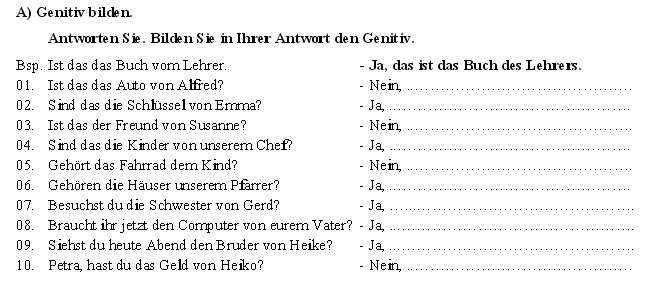 A) Genitiv bilden.
Antworten Sie. Bilden Sie in Ihrer Antwort den Genitiv.
Bsp. Ist das das Buch vom Lehrer. - Ja, das ist das Buch des Lehrers.
01. Ist das das Auto von Alfred? - Nein, ..................................................
02. Sind das die Schlüssel von Emma? - Ja, ......................................................
03. Ist das der Freund von Susanne? - Nein, ..................................................
04. Sind das die Kinder von unserem Chef? - Ja, ......................................................
05. Gehört das Fahrrad dem Kind? - Nein, ..................................................
06. Gehören die Häuser unserem Pfarrer? - Ja, ......................................................
07. Besuchst du die Schwester von Gerd? - Ja, ......................................................
08. Braucht ihr jetzt den Computer von eurem Vater? - Ja, ......................................................
09. Siehst du heute Abend den Bruder von Heike? - Ja, ......................................................
10. Petra, hast du das Geld von Heiko? - Nein, ..................................................